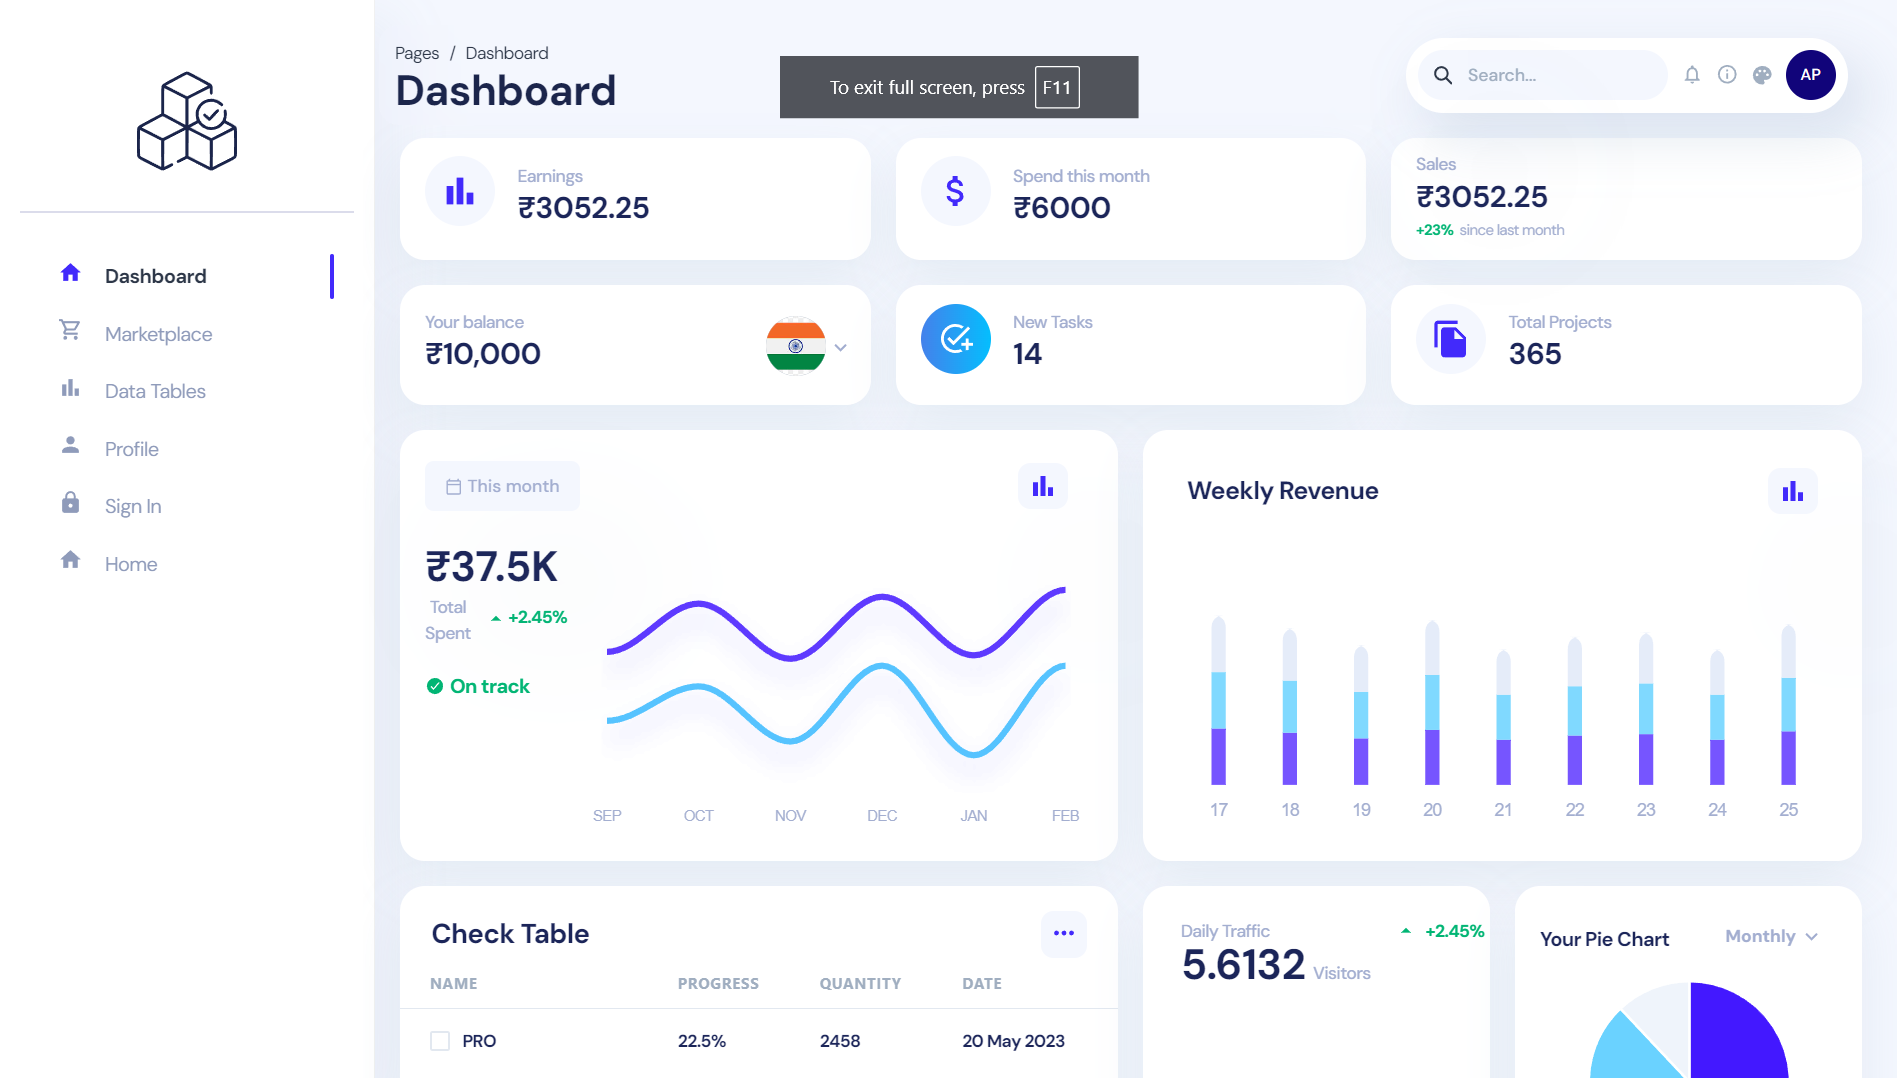 Pages / Dashboard
Dashboard
To exit full screen, press F11
Search...
AP
Dashboard
Marketplace
Data Tables
Profile
Sign In
Home
Earnings
₹3052.25
Spend this month
₹6000
Sales
₹3052.25
+23% since last month
Your balance
₹10,000
New Tasks
14
Total Projects
365
This month
₹37.5K
Total
Spent
+2.45%
On track
SEP OCT NOV DEC JAN FEB
Weekly Revenue
17 18 19 20 21 22 23 24 25
Check Table
NAME PROGRESS QUANTITY DATE
PRO 22.5% 2458 20 May 2023
Daily Traffic
+2.45%
5.6132 Visitors
Your Pie Chart
Monthly